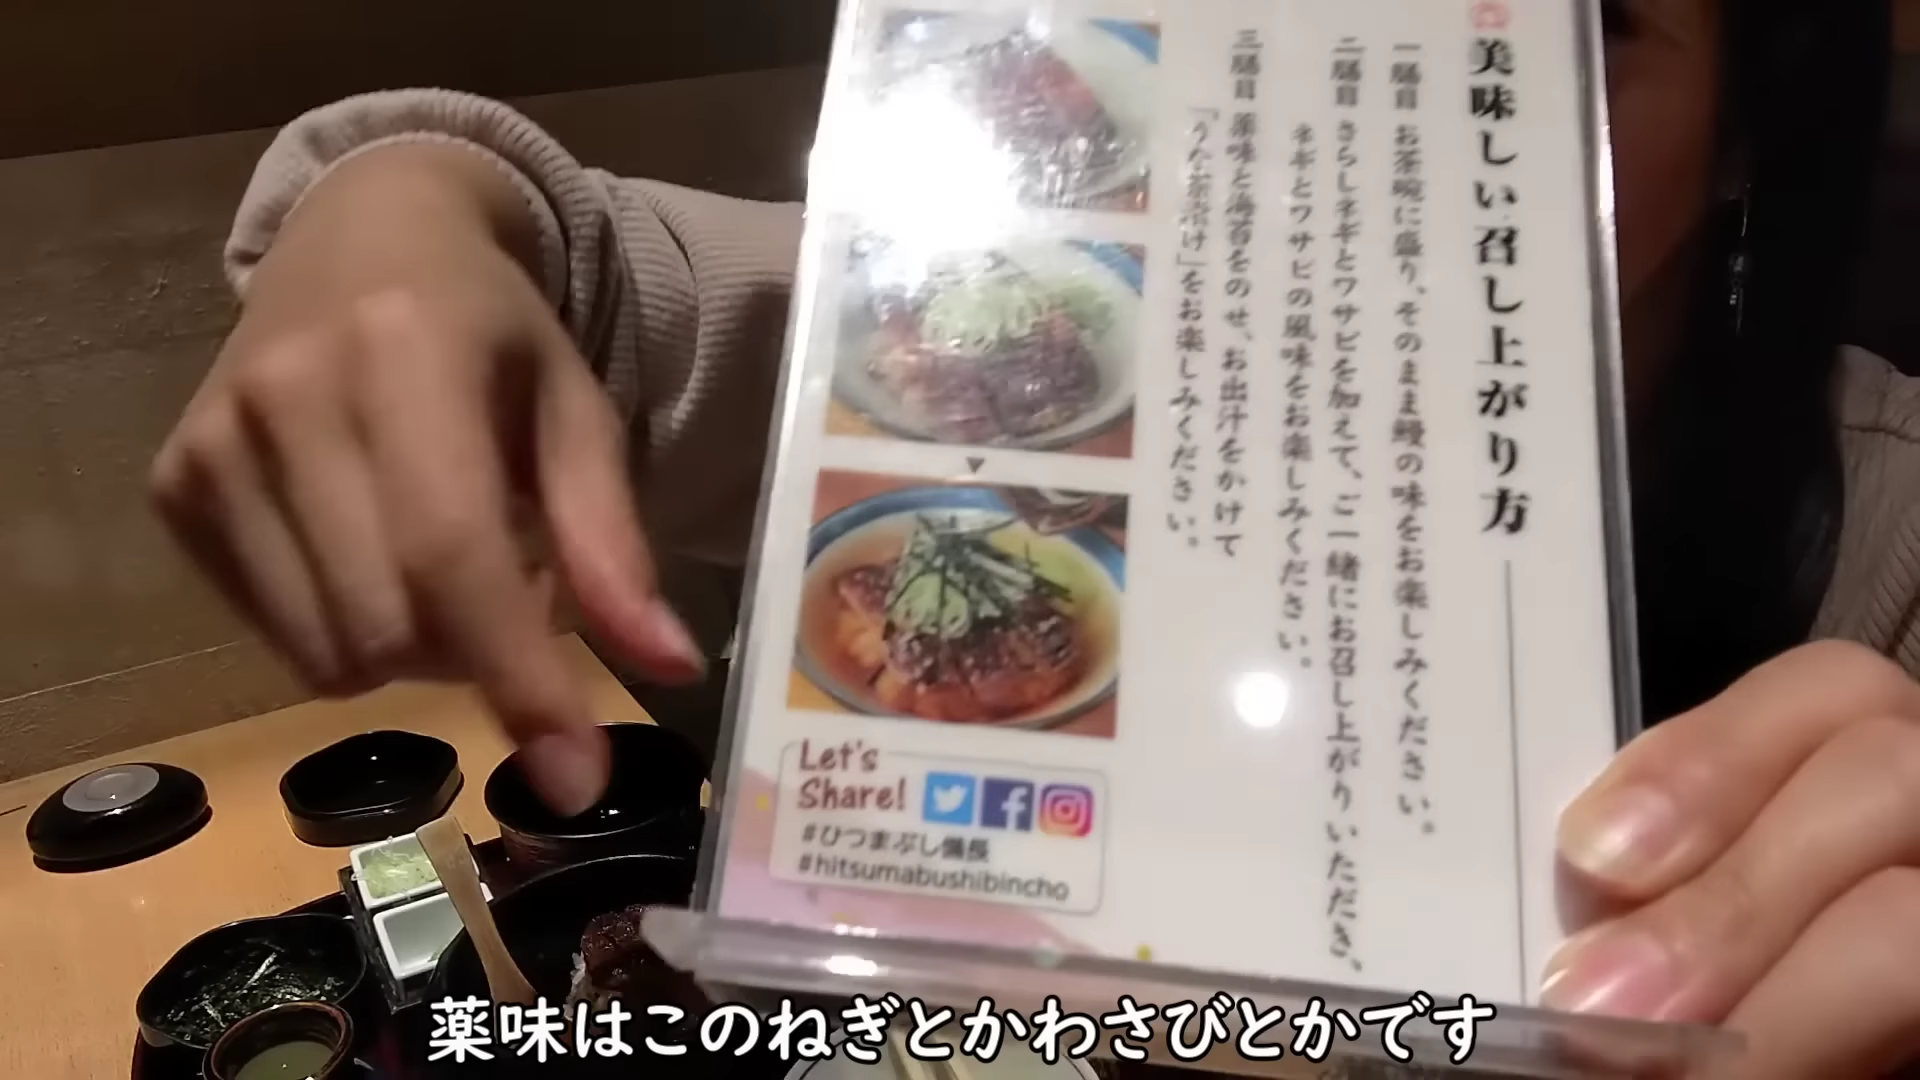 美味しい召し上がり方
一膳目 お茶碗に盛り、そのまま鰻の味をお楽しみください。
二膳目 さらしネギとワサビを加えて、ご一緒にお召し上がりいただき、
ネギとワサビの風味をお楽しみください。
三膳目 薬味と海苔をのせ、お出汁をかけて
「うなぎ茶漬け」をお楽しみください。
Let's
Share!
#ひつまぶし備長
#hitsumabushibincho
薬味はこのねぎとかわさびとかです